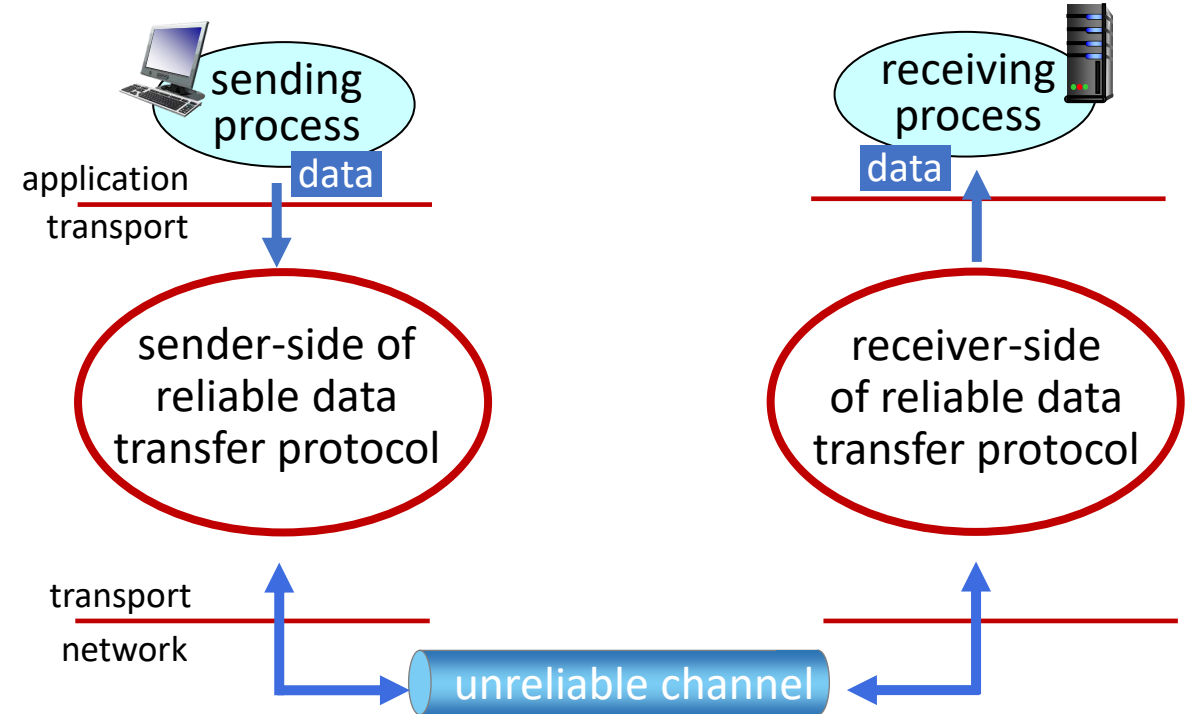 sending
process
data
application
transport
receiving
process
data
sender-side of
reliable data
transfer protocol
receiver-side
of reliable data
transfer protocol
transport
network
unreliable channel